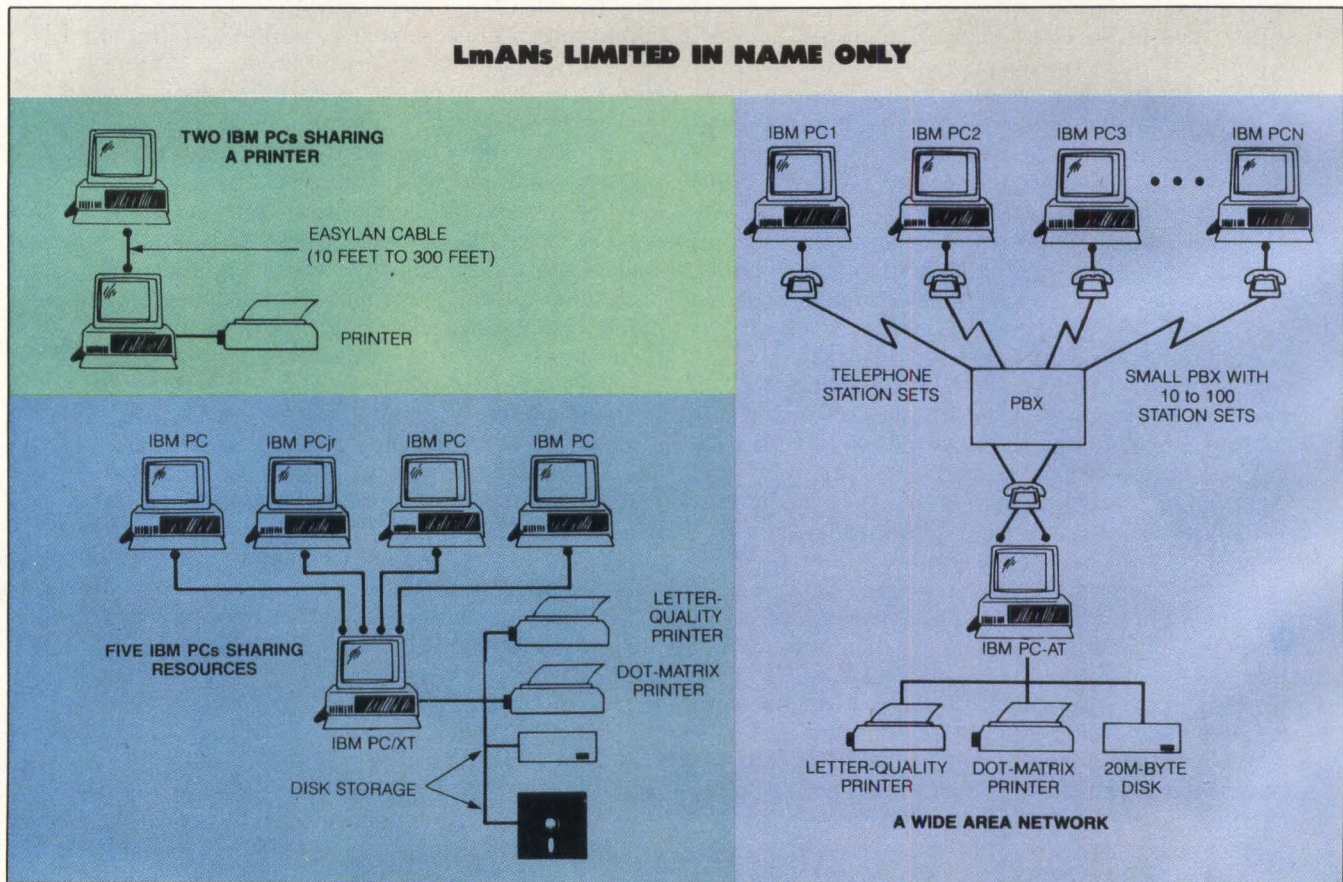 LmANs LIMITED IN NAME ONLY
TWO IBM PCs SHARING
A PRINTER
EASYLAN CABLE
(10 FEET TO 300 FEET)
PRINTER
IBM PC
IBM PCjr
IBM PC
IBM PC
FIVE IBM PCs SHARING
RESOURCES
IBM PC/XT
LETTER-
QUALITY
PRINTER
DOT-MATRIX
PRINTER
DISK STORAGE
IBM PC1
IBM PC2
IBM PC3
IBM PCN
TELEPHONE
STATION SETS
PBX
SMALL PBX WITH
10 to 100
STATION SETS
IBM PC-AT
LETTER-QUALITY
PRINTER
DOT-MATRIX
PRINTER
20M-BYTE
DISK
A WIDE AREA NETWORK